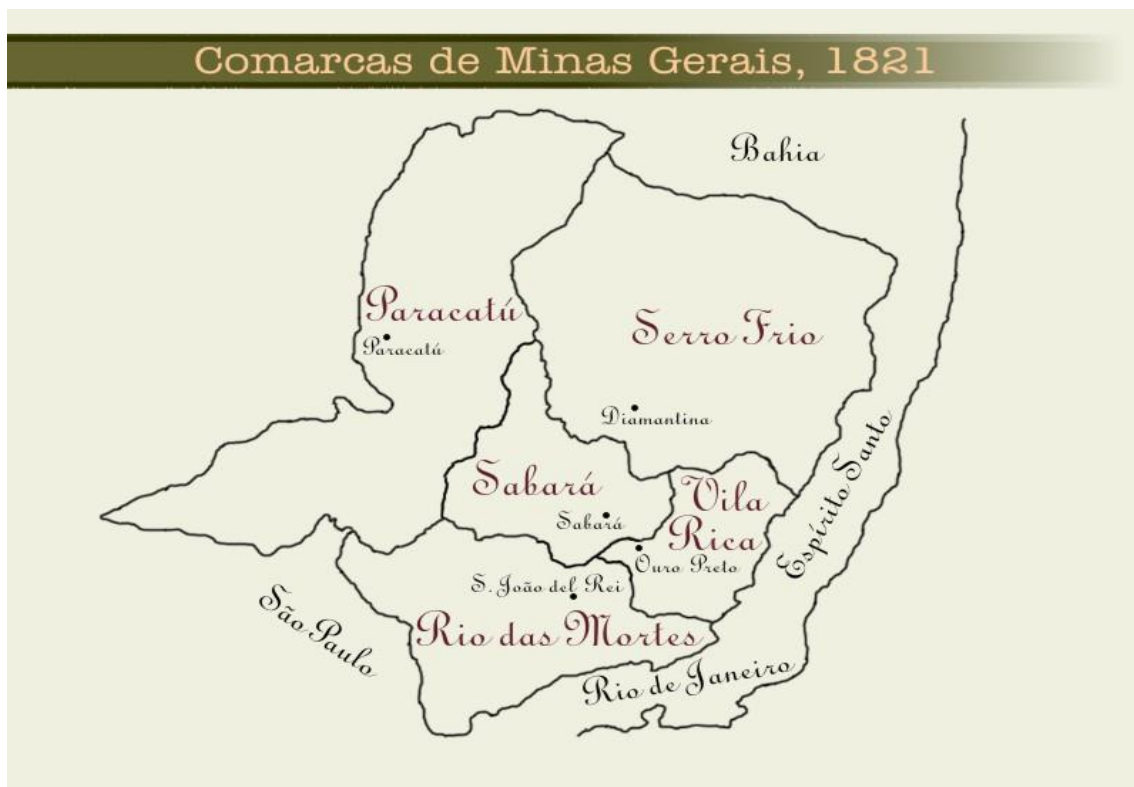 Comarcas de Minas Gerais, 1821
Bahia
Paracatú
Paracatú
Serro Frio
Diamantina
Sabará
Sabará
Vila
Rica
Ouro Preto
Espírito Santo
S. João del Rei
Rio das Mortes
São Paulo
Rio de Janeiro